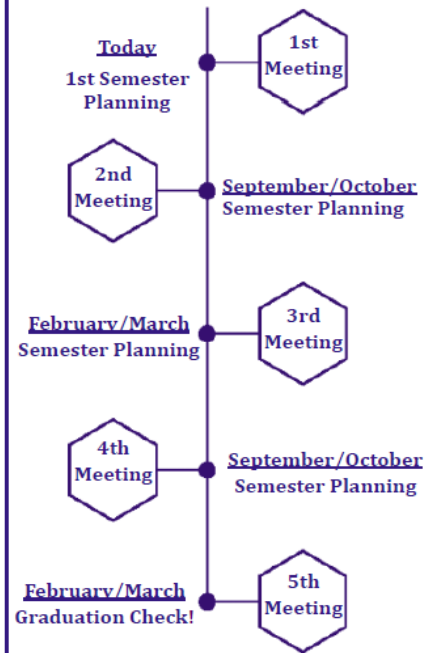 Today
1st Semester
Planning
1st
Meeting
2nd
Meeting
September/October
Semester Planning
February/March
Semester Planning
3rd
Meeting
4th
Meeting
September/October
Semester Planning
February/March
Graduation Check!
5th
Meeting